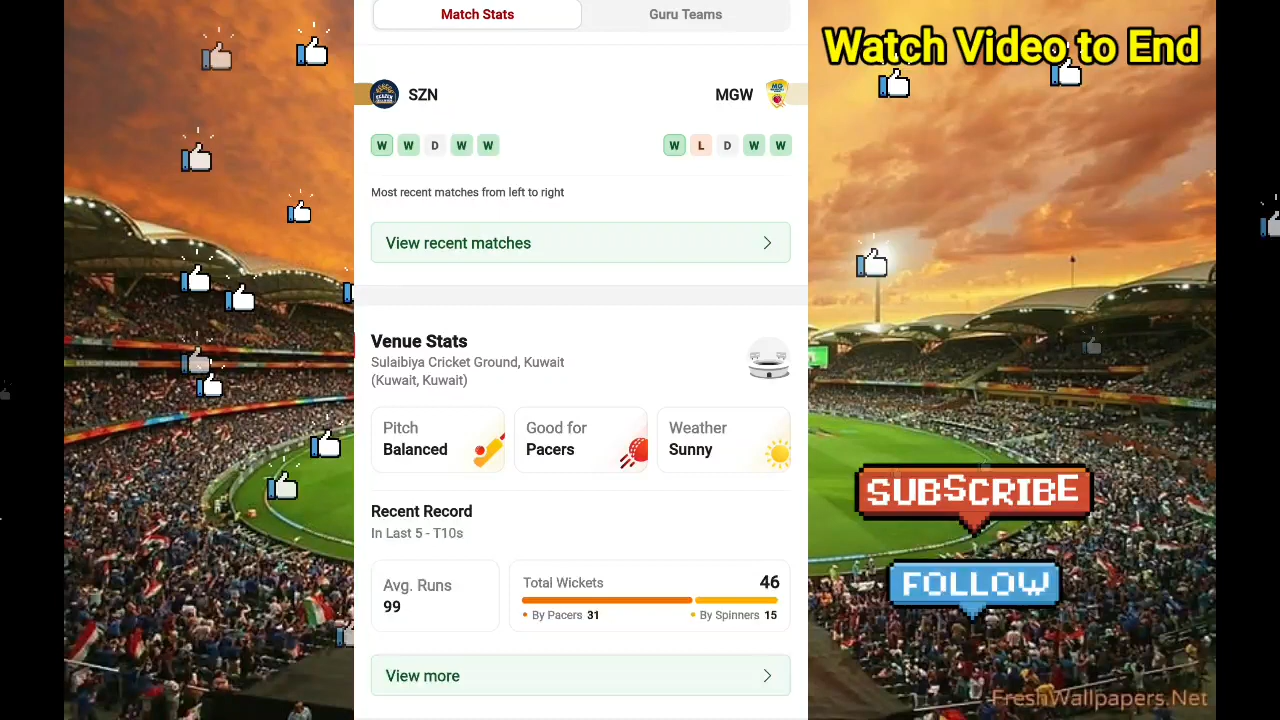 Match Stats
Guru Teams
Watch Video to End
SZN
MGW
W W D W W
W L D W W
Most recent matches from left to right
View recent matches
Venue Stats
Sulaibiya Cricket Ground, Kuwait
(Kuwait, Kuwait)
Pitch
Balanced
Good for
Pacers
Weather
Sunny
SUBSCRIBE
Recent Record
In Last 5 - T10s
Avg. Runs
99
Total Wickets 46
By Pacers 31
By Spinners 15
FOLLOW
View more
FreshWallpapers.Net